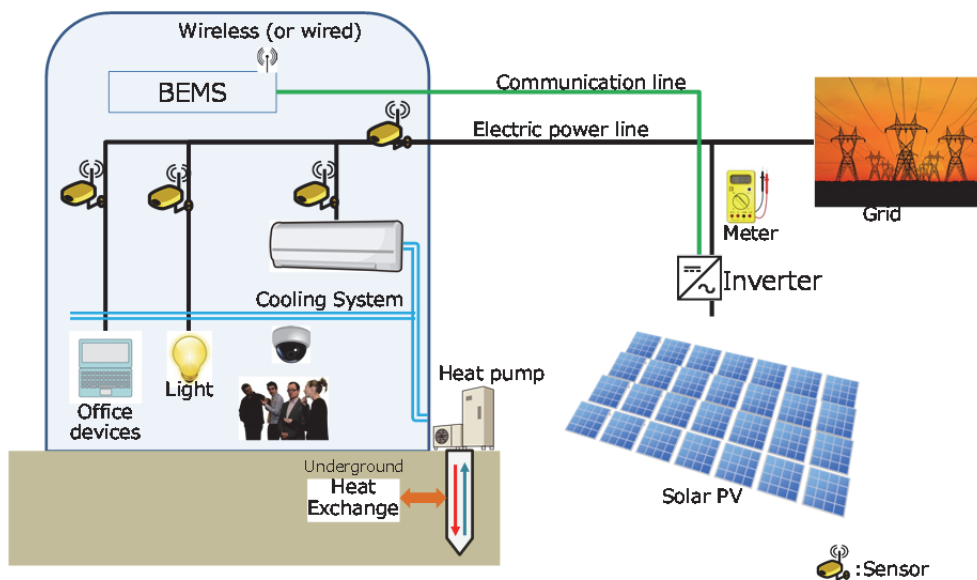 Wireless (or wired)
BEMS
Communication line
Electric power line
Grid
Meter
Inverter
Cooling System
Office
devices
Light
Heat pump
Underground
Heat
Exchange
Solar PV
:Sensor